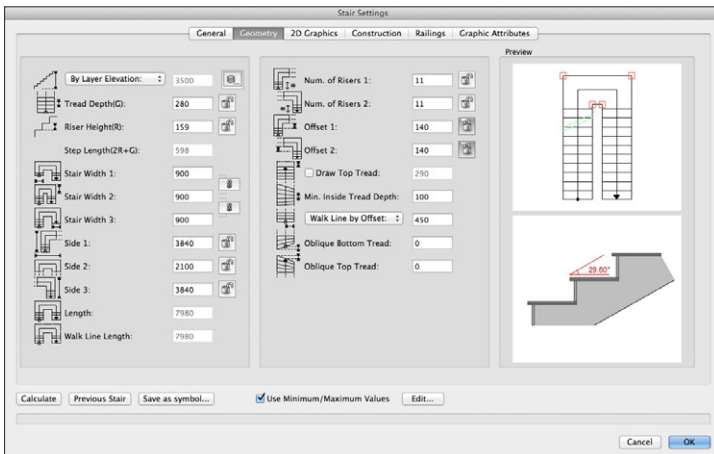 Stair Settings
General Geometry 2D Graphics Construction Railings Graphic Attributes
By Layer Elevation: 3500
Tread Depth(G): 280
Riser Height(R): 159
Step Length(2R+G): 598
Stair Width 1: 900
Stair Width 2: 900
Stair Width 3: 900
Side 1: 3840
Side 2: 2100
Side 3: 3840
Length: 7980
Walk Line Length: 7980
Num. of Risers 1: 11
Num. of Risers 2: 11
Offset 1: 140
Offset 2: 140
Draw Top Tread: 290
Min. Inside Tread Depth: 100
Walk Line by Offset: 450
Oblique Bottom Tread: 0
Oblique Top Tread: 0
Preview
29.60°
Calculate Previous Stair Save as symbol... Use Minimum/Maximum Values Edit...
Cancel OK